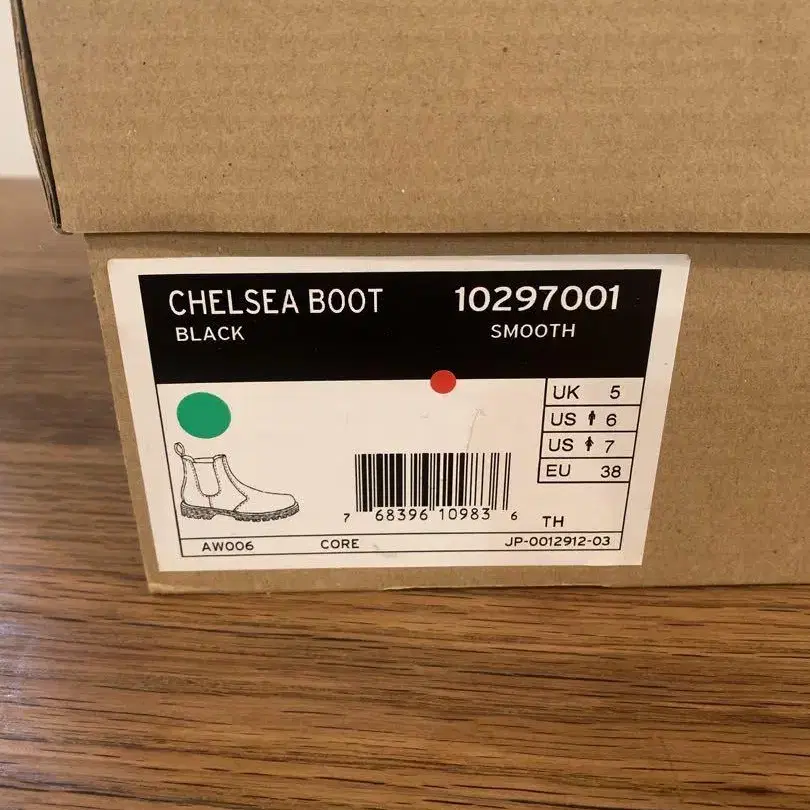 CHELSEA BOOT 10297001
BLACK SMOOTH
UK 5
US 6
US 7
EU 38
7 68396 10983 6
TH
AW006 CORE JP-0012912-03